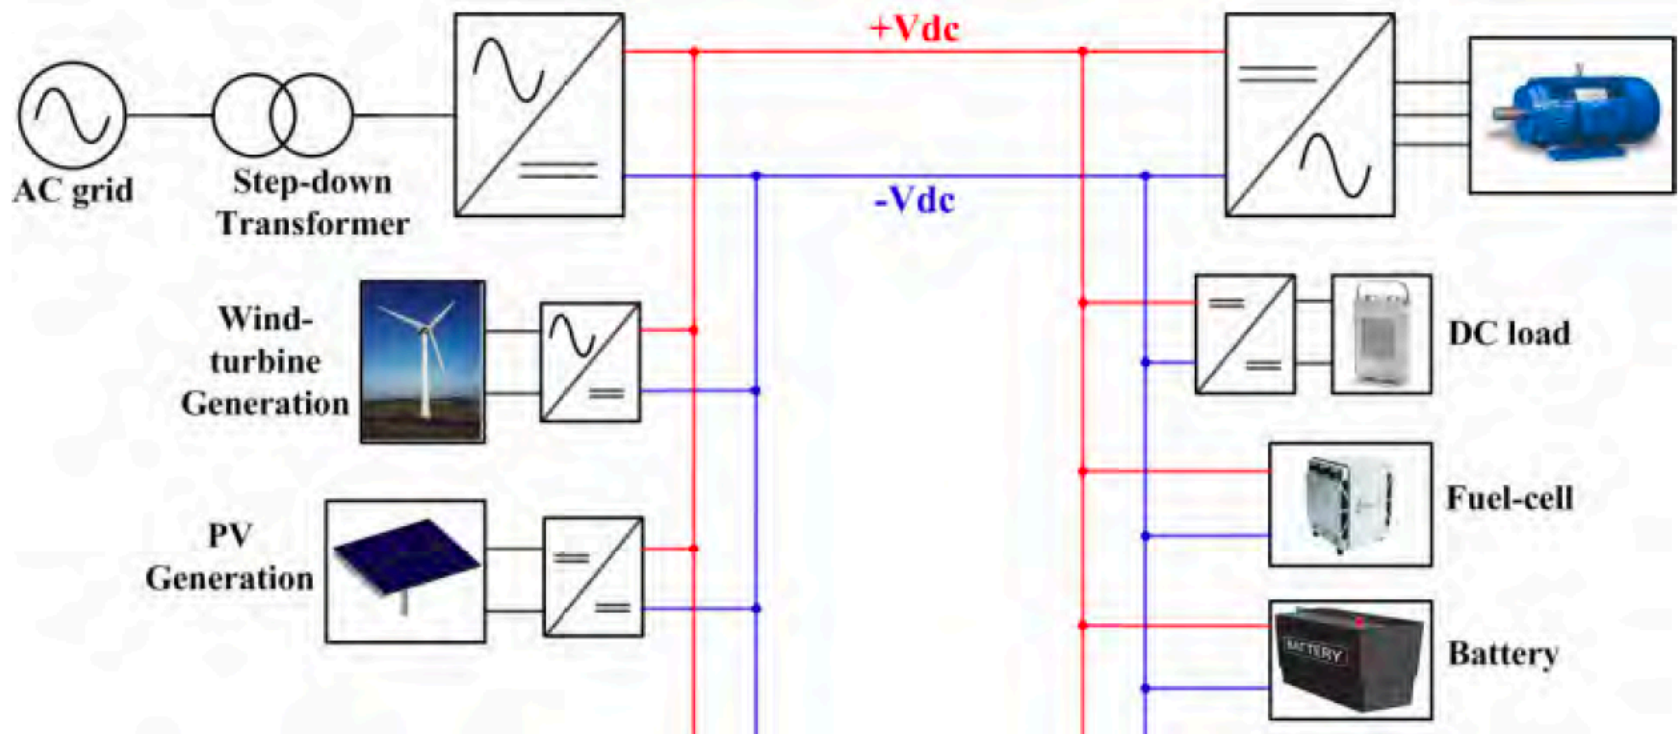 +Vdc
-Vdc
AC grid
Step-down
Transformer
Wind-
turbine
Generation
DC load
PV
Generation
Fuel-cell
BATTERY
Battery